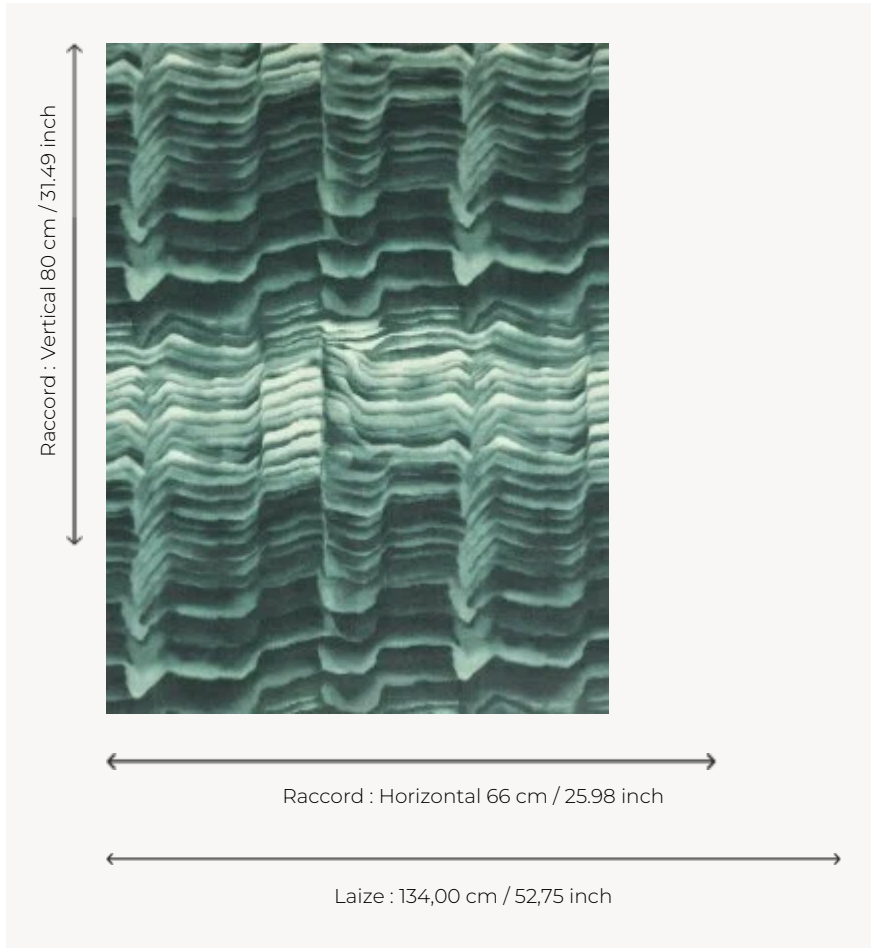 Raccord : Vertical 80 cm / 31.49 inch
Raccord : Horizontal 66 cm / 25.98 inch
Laize : 134,00 cm / 52,75 inch